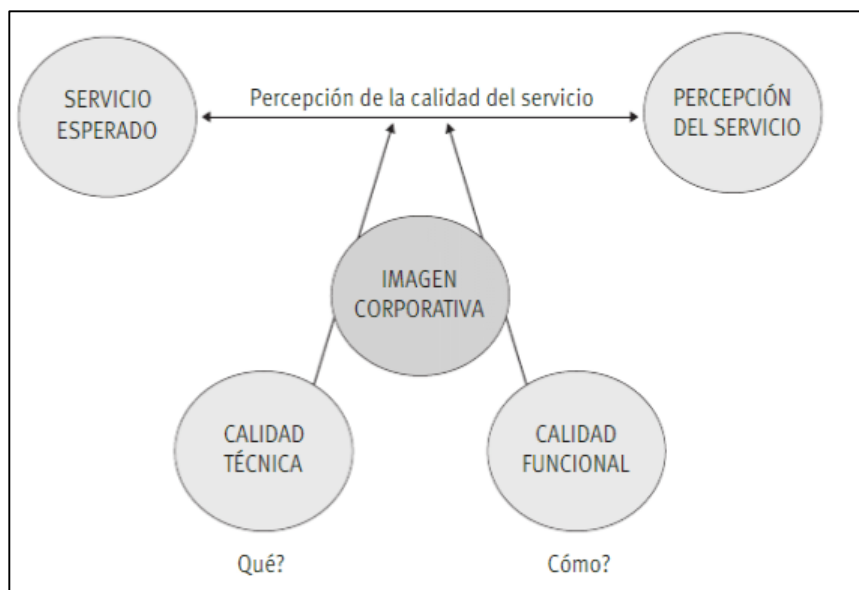 SERVICIO
ESPERADO
Percepción de la calidad del servicio
PERCEPCIÓN
DEL SERVICIO
IMAGEN
CORPORATIVA
CALIDAD
TÉCNICA
CALIDAD
FUNCIONAL
Qué?
Cómo?